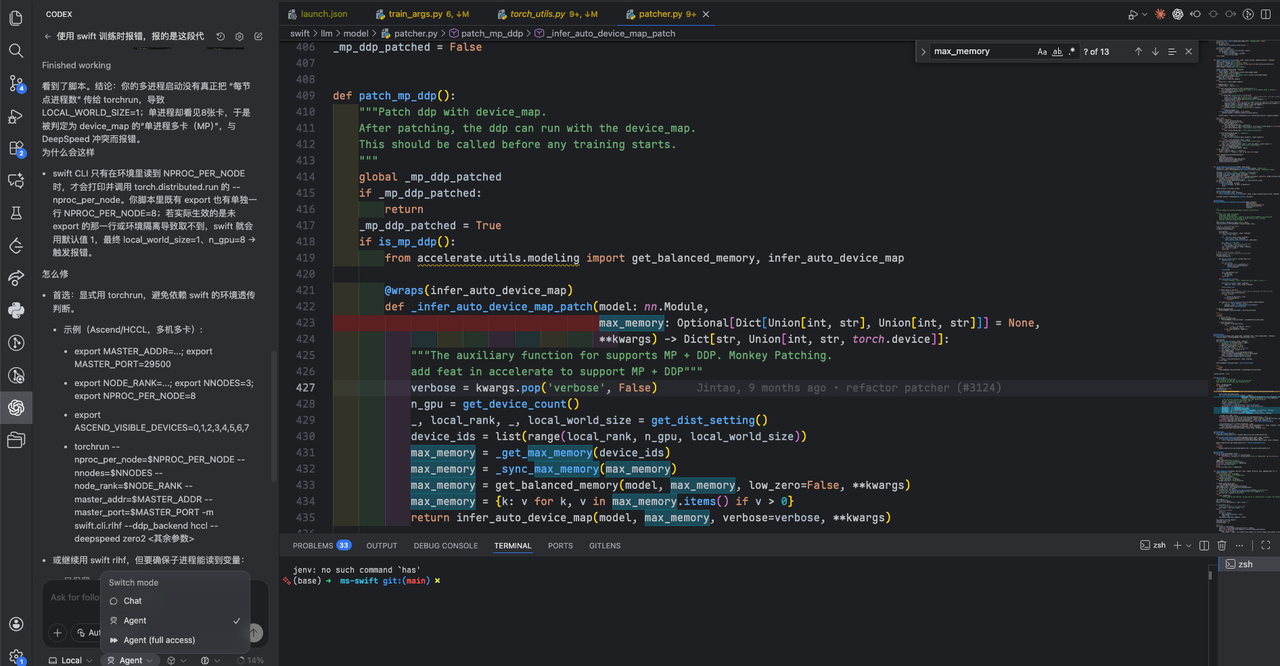 CODEX
使用 swift 训练时报错，报的是这段代
Finished working
看到了脚本。结论：你的多进程启动没有真正把 "每节
点进程数" 传给 torchrun，导致
LOCAL_WORLD_SIZE=1；单进程却看见8张卡，于是
被判定为 device_map 的"单进程多卡（MP）"，与
DeepSpeed 冲突而报错。
为什么会这样
• swift CLI 只有在环境里读到 NPROC_PER_NODE
时，才会打印并调用 torch.distributed.run 的 --
nproc_per_node。你脚本里既有 export 也有单独一
行 NPROC_PER_NODE=8；若实际生效的是未
export 的那一行或环境隔离导致取不到，swift 就会
用默认值 1，最终 local_world_size=1、n_gpu=8 →
触发报错。
怎么修
• 首选：显式用 torchrun，避免依赖 swift 的环境透传
判断。
• 示例（Ascend/HCCL，多机多卡）：
• export MASTER_ADDR=...; export
MASTER_PORT=29500
• export NODE_RANK=...; export NNODES=3;
export NPROC_PER_NODE=8
• export
ASCEND_VISIBLE_DEVICES=0,1,2,3,4,5,6,7
• torchrun --
nproc_per_node=$NPROC_PER_NODE --
nnodes=$NNODES --
node_rank=$NODE_RANK --
master_addr=$MASTER_ADDR --
master_port=$MASTER_PORT -m
swift.cli.rlhf --ddp_backend hccl --
deepspeed zero2 <其余参数>
• 或继续用 swift rlhf，但要确保子进程能读到变量：
Switch mode
Chat
Agent
Agent (full access)
Ask for follo
Aut
Local
Agent
14%
4
2
1
launch.json
train_args.py 6, ↓M
torch_utils.py 9+, ↓M
patcher.py 9+
swift > llm > model > patcher.py > patch_mp_ddp > _infer_auto_device_map_patch
max_memory
Aa ab .* ? of 13
406 _mp_ddp_patched = False
407
408
409 def patch_mp_ddp():
410 """Patch ddp with device_map.
411 After patching, the ddp can run with the device_map.
412 This should be called before any training starts.
413 """
414 global _mp_ddp_patched
415 if _mp_ddp_patched:
416 return
417 _mp_ddp_patched = True
418 if is_mp_ddp():
419 from accelerate.utils.modeling import get_balanced_memory, infer_auto_device_map
420
421 @wraps(infer_auto_device_map)
422 def _infer_auto_device_map_patch(model: nn.Module,
423 max_memory: Optional[Dict[Union[int, str], Union[int, str]]] = None,
424 **kwargs) -> Dict[str, Union[int, str, torch.device]]:
425 """The auxiliary function for supports MP + DDP. Monkey Patching.
426 add feat in accelerate to support MP + DDP"""
427 verbose = kwargs.pop('verbose', False) Jintao, 9 months ago • refactor patcher (#3124)
428 n_gpu = get_device_count()
429 _, local_rank, _, local_world_size = get_dist_setting()
430 device_ids = list(range(local_rank, n_gpu, local_world_size))
431 max_memory = _get_max_memory(device_ids)
432 max_memory = _sync_max_memory(max_memory)
433 max_memory = get_balanced_memory(model, max_memory, low_zero=False, **kwargs)
434 max_memory = {k: v for k, v in max_memory.items() if v > 0}
435 return infer_auto_device_map(model, max_memory, verbose=verbose, **kwargs)
PROBLEMS 33 OUTPUT DEBUG CONSOLE TERMINAL PORTS GITLENS
zsh
jenv: no such command `has'
(base) → ms-swift git:(main) ×
zsh